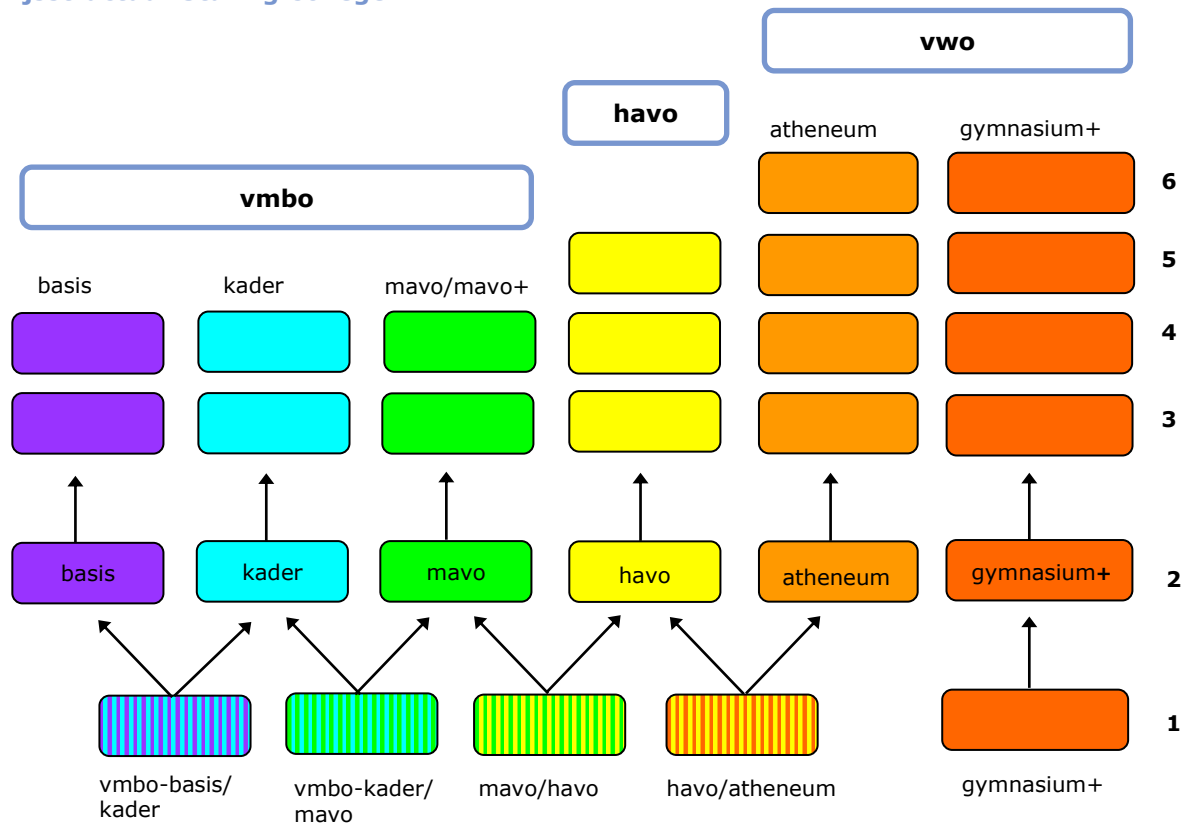 vwo
havo
atheneum
gymnasium+
6
vmbo
5
basis
kader
mavo/mavo+
4
3
basis
kader
mavo
havo
atheneum
gymnasium+
2
1
vmbo-basis/
kader
vmbo-kader/
mavo
mavo/havo
havo/atheneum
gymnasium+